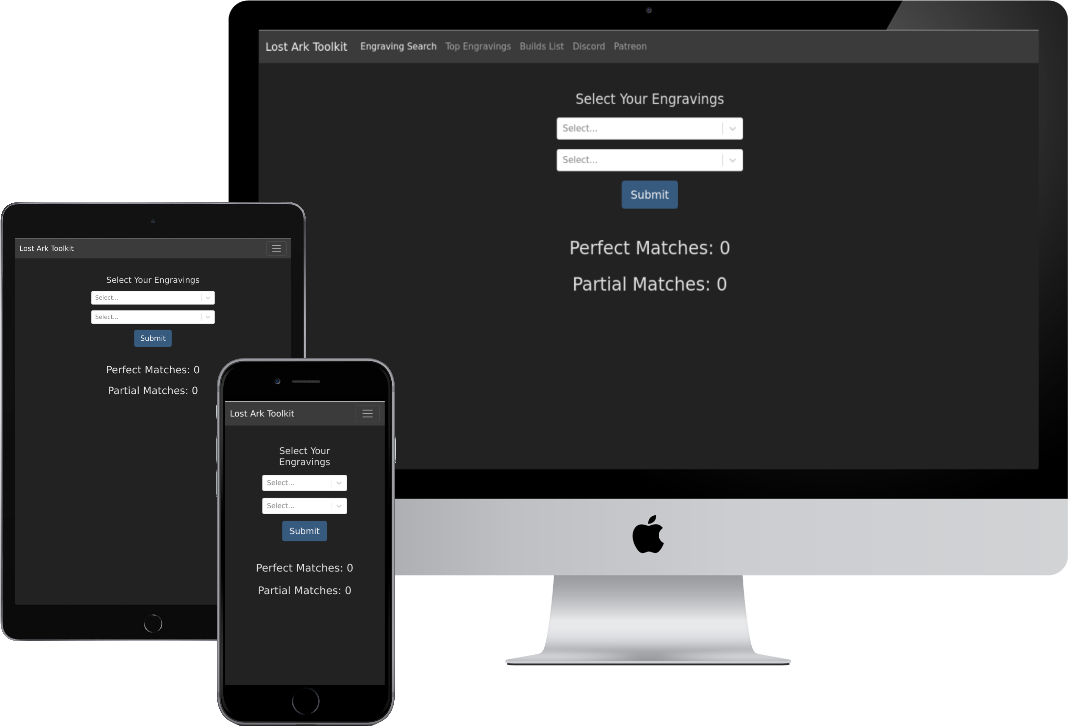 Lost Ark Toolkit Engraving Search Top Engravings Builds List Discord Patreon
Select Your Engravings
Select...
Select...
Submit
Perfect Matches: 0
Partial Matches: 0
Lost Ark Toolkit
Select Your Engravings
Select...
Select...
Submit
Perfect Matches: 0
Partial Matches: 0
Lost Ark Toolkit
Select Your
Engravings
Select...
Select...
Submit
Perfect Matches: 0
Partial Matches: 0